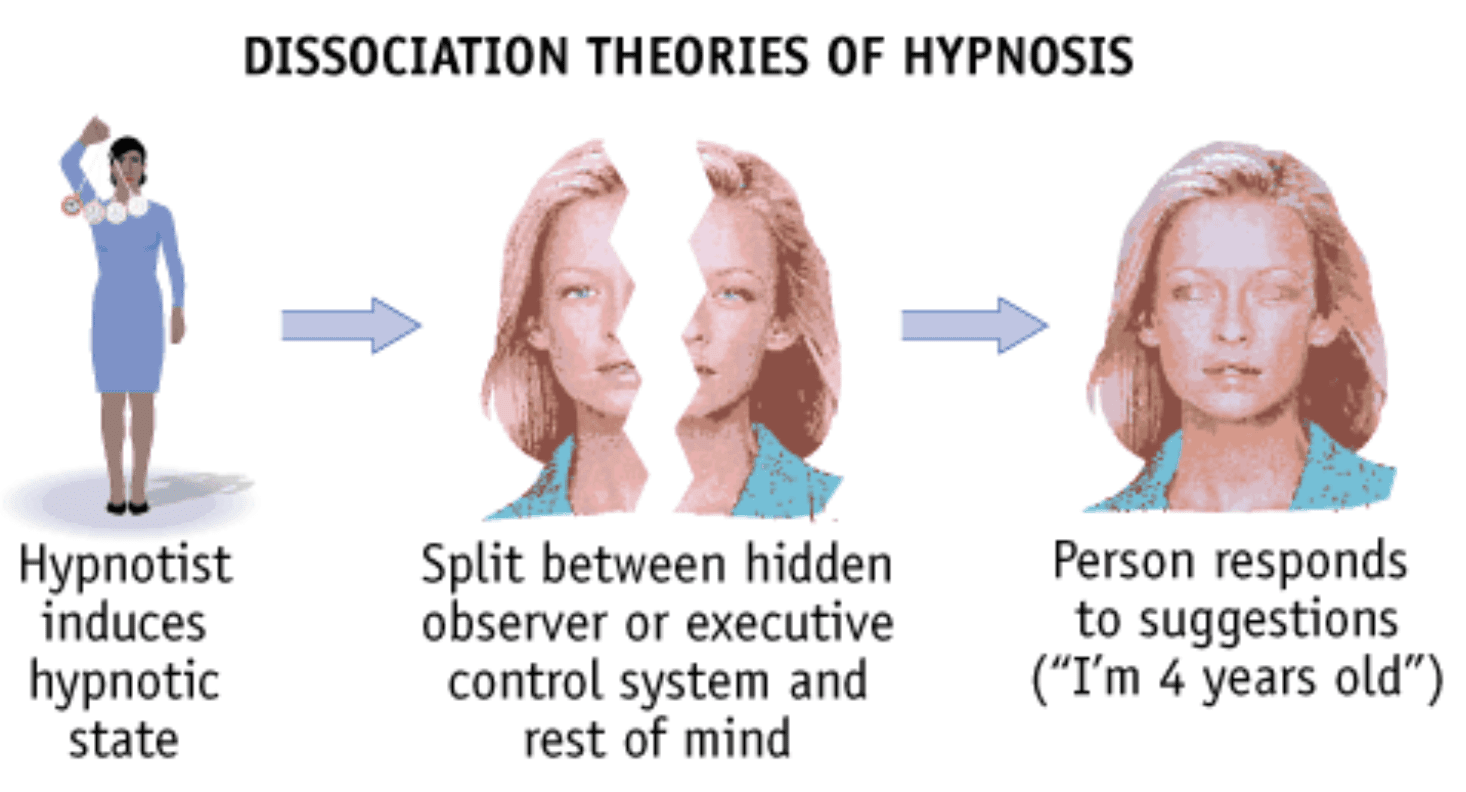 DISSOCIATION THEORIES OF HYPNOSIS
Hypnotist
induces
hypnotic
state
Split between hidden
observer or executive
control system and
rest of mind
Person responds
to suggestions
(“I’m 4 years old”)